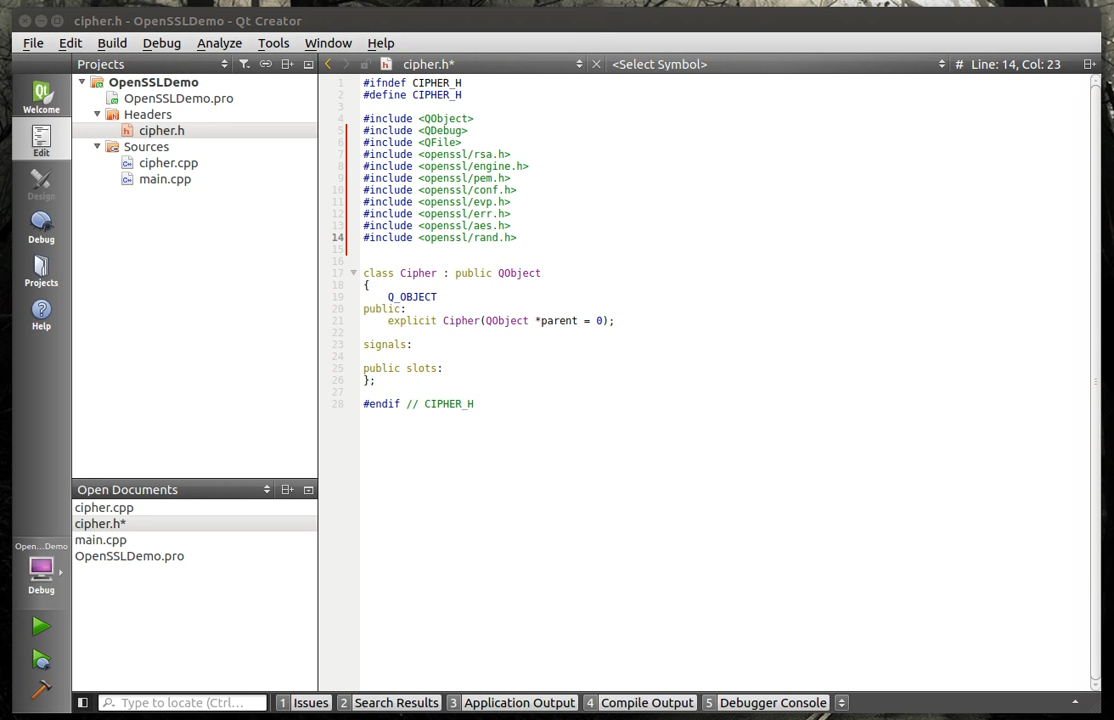 cipher.h - OpenSSLDemo - Qt Creator
File Edit Build Debug Analyze Tools Window Help
Projects
cipher.h*
<Select Symbol>
# Line: 14, Col: 23
Welcome
Edit
Design
Debug
Projects
Help
OpenSSLDemo
OpenSSLDemo.pro
Headers
cipher.h
Sources
cipher.cpp
main.cpp
1 #ifndef CIPHER_H
2 #define CIPHER_H
3
4 #include <QObject>
5 #include <QDebug>
6 #include <QFile>
7 #include <openssl/rsa.h>
8 #include <openssl/engine.h>
9 #include <openssl/pem.h>
10 #include <openssl/conf.h>
11 #include <openssl/evp.h>
12 #include <openssl/err.h>
13 #include <openssl/aes.h>
14 #include <openssl/rand.h>
15
16
17 class Cipher : public QObject
18 {
19     Q_OBJECT
20 public:
21     explicit Cipher(QObject *parent = 0);
22
23 signals:
24
25 public slots:
26 };
27
28 #endif // CIPHER_H
Open Documents
cipher.cpp
cipher.h*
main.cpp
OpenSSLDemo.pro
Open...Demo
Debug
Type to locate (Ctrl...
1 Issues 2 Search Results 3 Application Output 4 Compile Output 5 Debugger Console